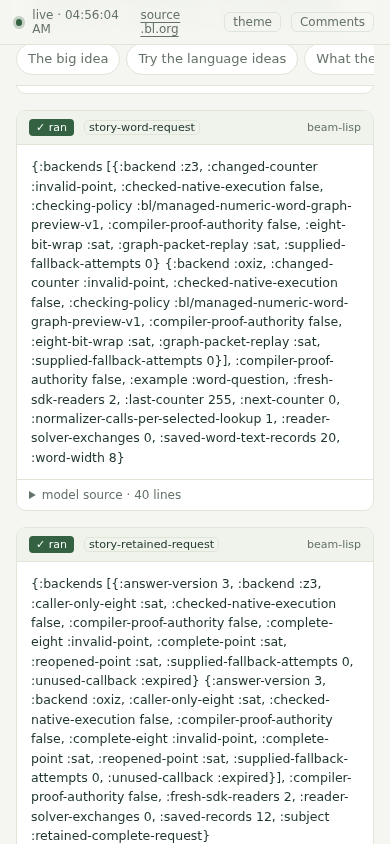 live · 04:56:04 AM
source .bl.org
theme
Comments
The big idea
Try the language ideas
What the
✓ ran
story-word-request
beam-lisp
{:backends [{:backend :z3, :changed-counter
:invalid-point, :checked-native-execution false,
:checking-policy :bl/managed-numeric-word-graph-
preview-v1, :compiler-proof-authority false, :eight-
bit-wrap :sat, :graph-packet-replay :sat, :supplied-
fallback-attempts 0} {:backend :oxiz, :changed-
counter :invalid-point, :checked-native-execution
false, :checking-policy :bl/managed-numeric-word-
graph-preview-v1, :compiler-proof-authority false,
:eight-bit-wrap :sat, :graph-packet-replay :sat,
:supplied-fallback-attempts 0}], :compiler-proof-
authority false, :example :word-question, :fresh-
sdk-readers 2, :last-counter 255, :next-counter 0,
:normalizer-calls-per-selected-lookup 1, :reader-
solver-exchanges 0, :saved-word-text-records 20,
:word-width 8}
▶ model source · 40 lines
✓ ran
story-retained-request
beam-lisp
{:backends [{:answer-version 3, :backend :z3,
:caller-only-eight :sat, :checked-native-execution
false, :compiler-proof-authority false, :complete-
eight :invalid-point, :complete-point :sat,
:reopened-point :sat, :supplied-fallback-attempts 0,
:unused-callback :expired} {:answer-version 3,
:backend :oxiz, :caller-only-eight :sat, :checked-
native-execution false, :compiler-proof-authority
false, :complete-eight :invalid-point, :complete-
point :sat, :reopened-point :sat, :supplied-fallback-
attempts 0, :unused-callback :expired}], :compiler-
proof-authority false, :fresh-sdk-readers 2, :reader-
solver-exchanges 0, :saved-records 12, :subject
:retained-complete-request}